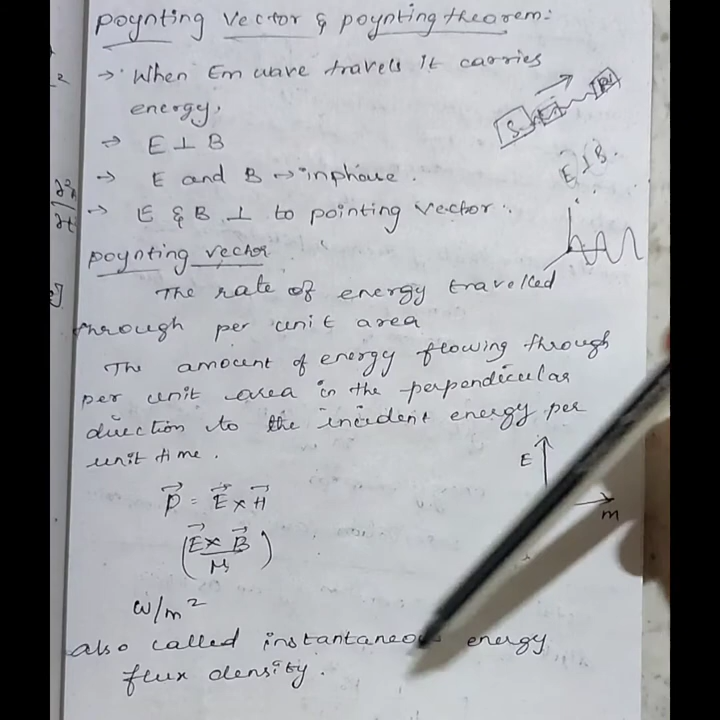 poynting vector & poynting theorem:
→ When Em wave travels it carries
energy,
→ E ⊥ B
→ E and B → inphase.
→ E & B ⊥ to pointing vector.
poynting vector
The rate of energy travelled
through per unit area
The amount of energy flowing through
per unit area in the perpendicular
direction to the incident energy per
unit time.
P⃗ = E⃗ × H⃗
(E⃗ × B⃗ / μ)
W/m²
also called instantaneous energy
flux density.
S
E ⊥ B.
E
m